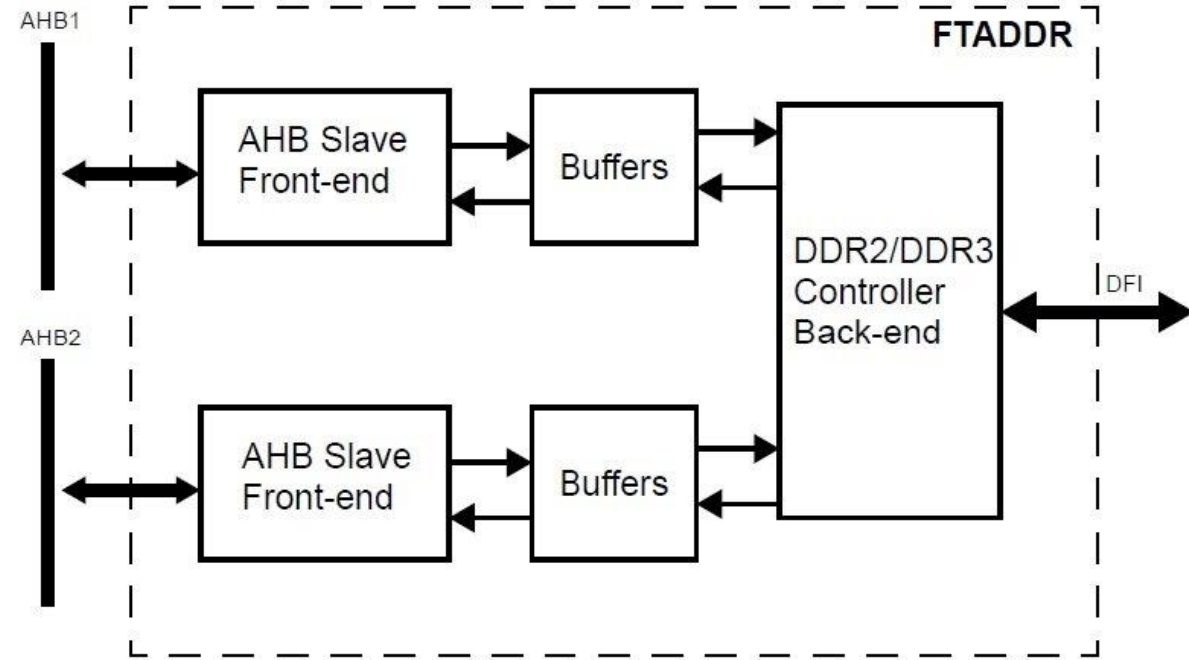 AHB1
FTADDR
AHB Slave
Front-end
Buffers
DDR2/DDR3
Controller
Back-end
DFI
AHB2
AHB Slave
Front-end
Buffers